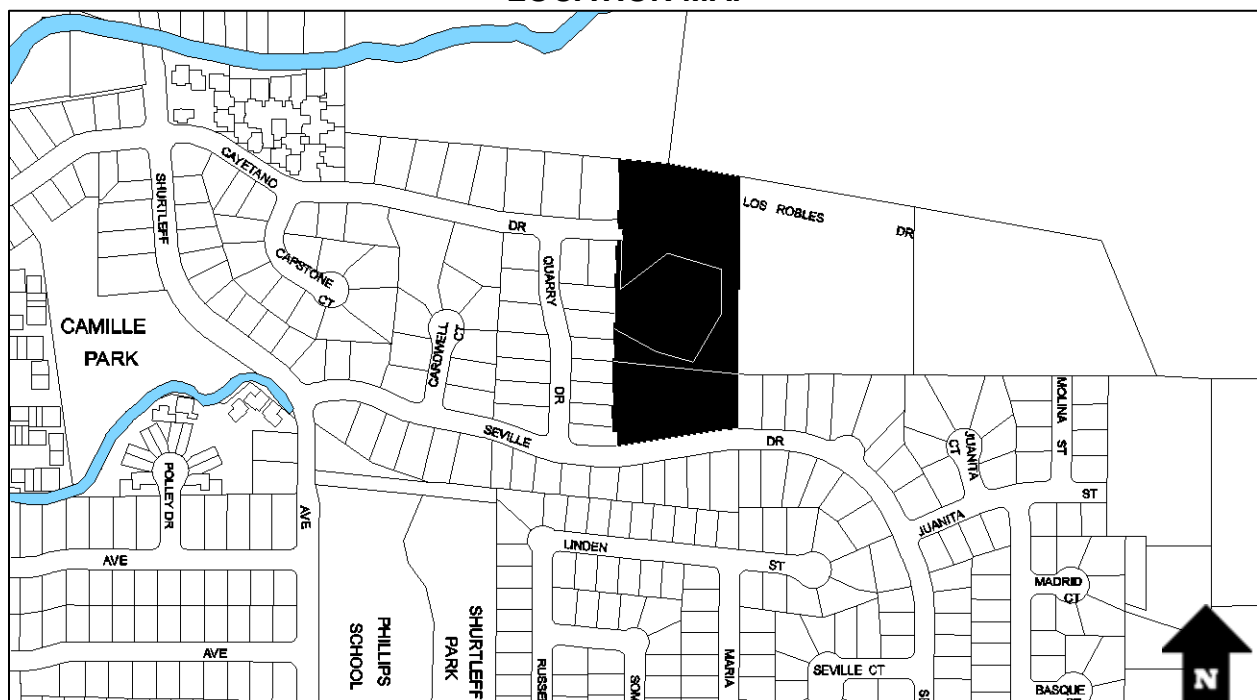 LOCATION MAP
CAYETANO
DR
LOS ROBLES
DR
SHURTLEFF
QUARRY
DR
CAPSTONE
CT
CARDWELL
CT
CAMILLE
PARK
SEVILLE
DR
MOLINA ST
JUANITA
CT
JUANITA
ST
POLLEY DR
AVE
AVE
LINDEN
ST
MADRID
CT
PHILLIPS
SCHOOL
SHURTLEFF
PARK
AVE
MARIA
SEVILLE CT
BASQUE
N